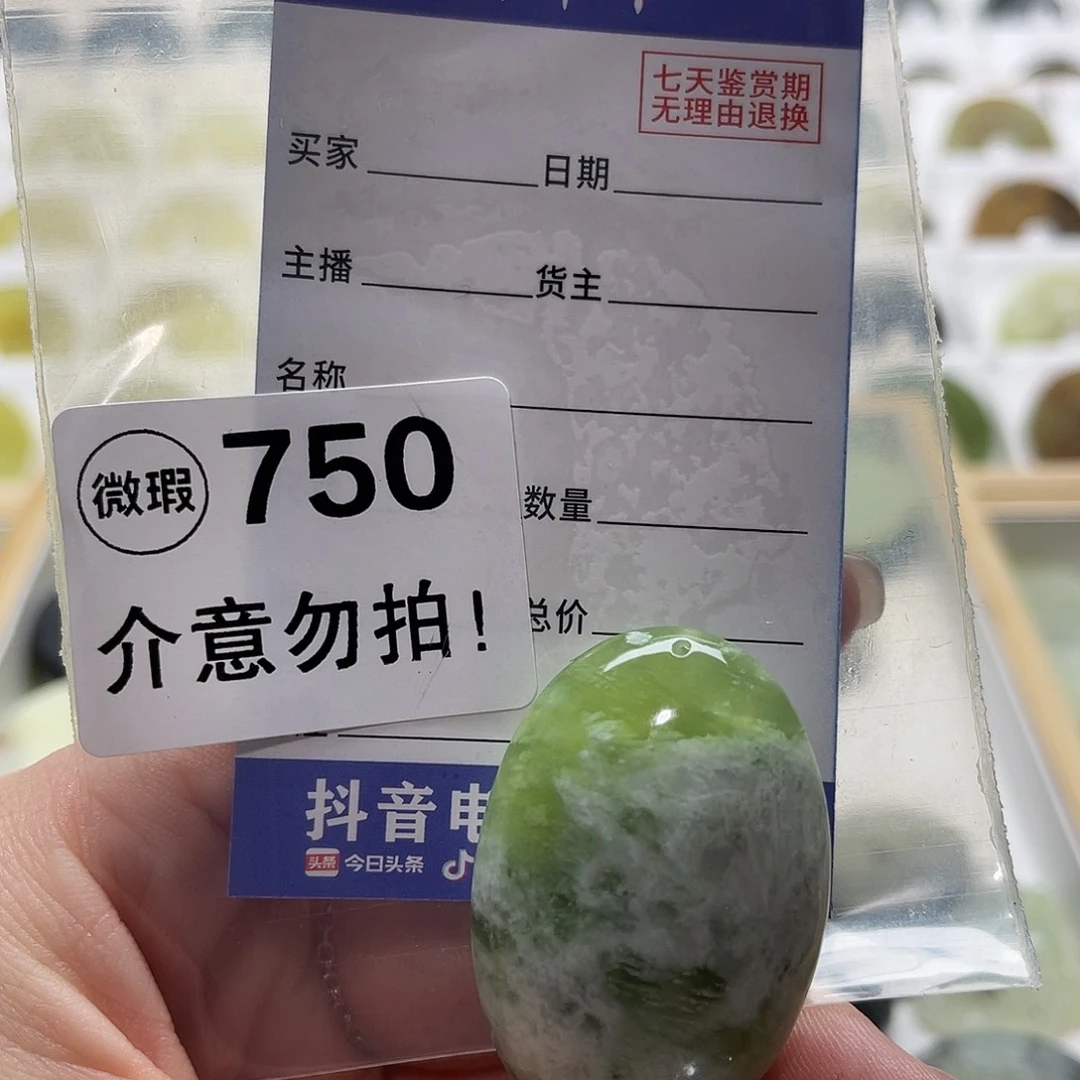 七天鉴赏期
无理由退换
买家 日期
主播 货主
名称
数量
总价
微瑕 750
介意勿拍!
抖音电
头条 今日头条